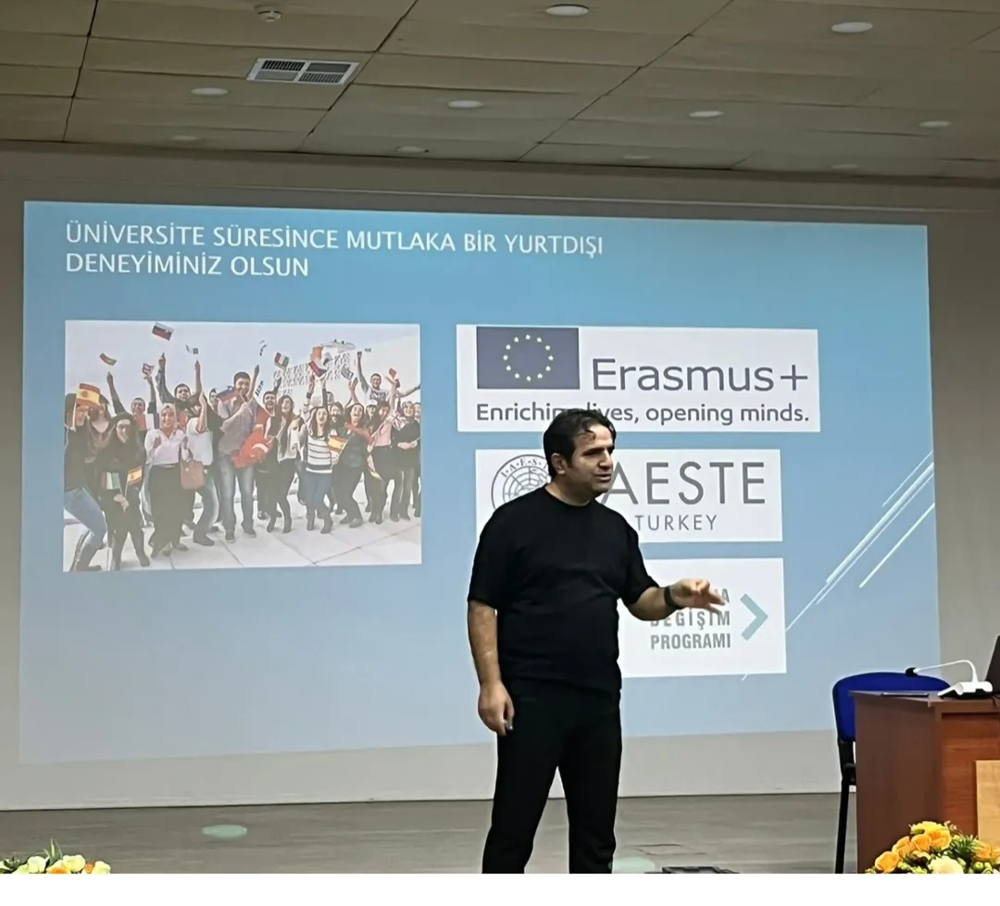 ÜNİVERSİTE SÜRESİNCE MUTLAKA BİR YURTDIŞI
DENEYİMİNİZ OLSUN
Erasmus+
opening minds.
AESTE
TURKEY
DEĞİŞİM
PROGRAMI